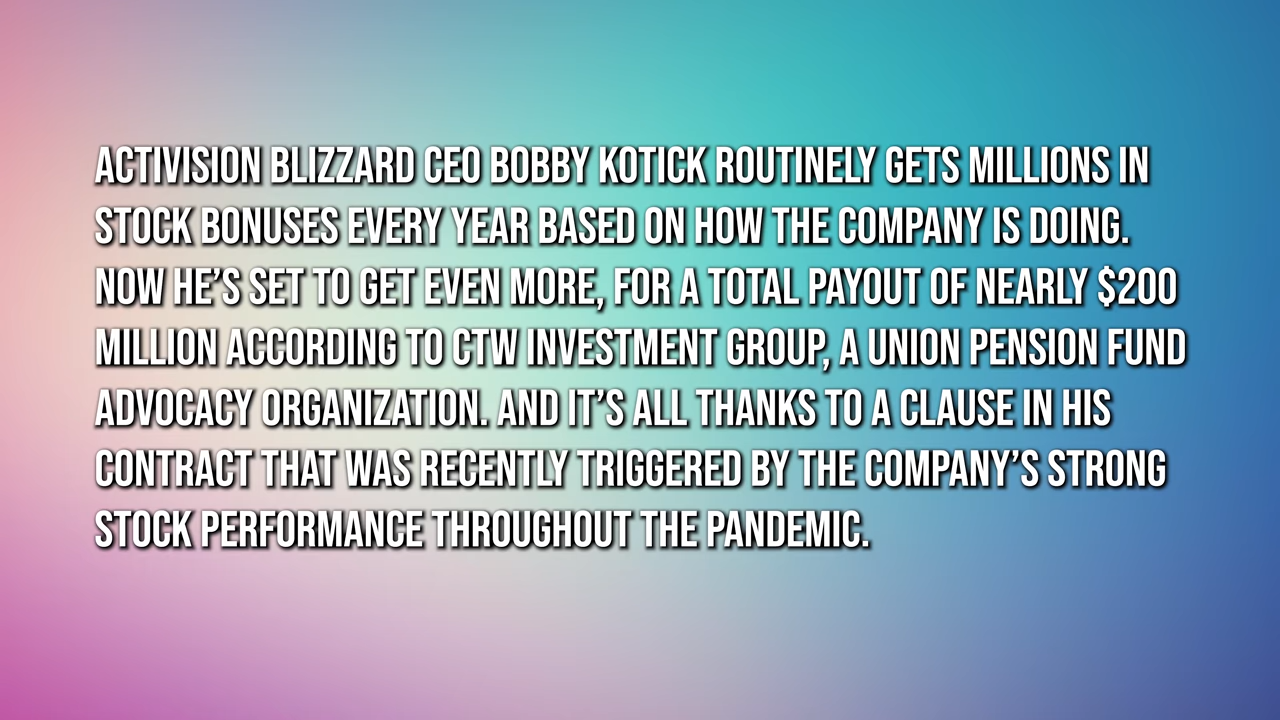 ACTIVISION BLIZZARD CEO BOBBY KOTICK ROUTINELY GETS MILLIONS IN
STOCK BONUSES EVERY YEAR BASED ON HOW THE COMPANY IS DOING.
NOW HE’S SET TO GET EVEN MORE, FOR A TOTAL PAYOUT OF NEARLY $200
MILLION ACCORDING TO CTW INVESTMENT GROUP, A UNION PENSION FUND
ADVOCACY ORGANIZATION. AND IT’S ALL THANKS TO A CLAUSE IN HIS
CONTRACT THAT WAS RECENTLY TRIGGERED BY THE COMPANY’S STRONG
STOCK PERFORMANCE THROUGHOUT THE PANDEMIC.